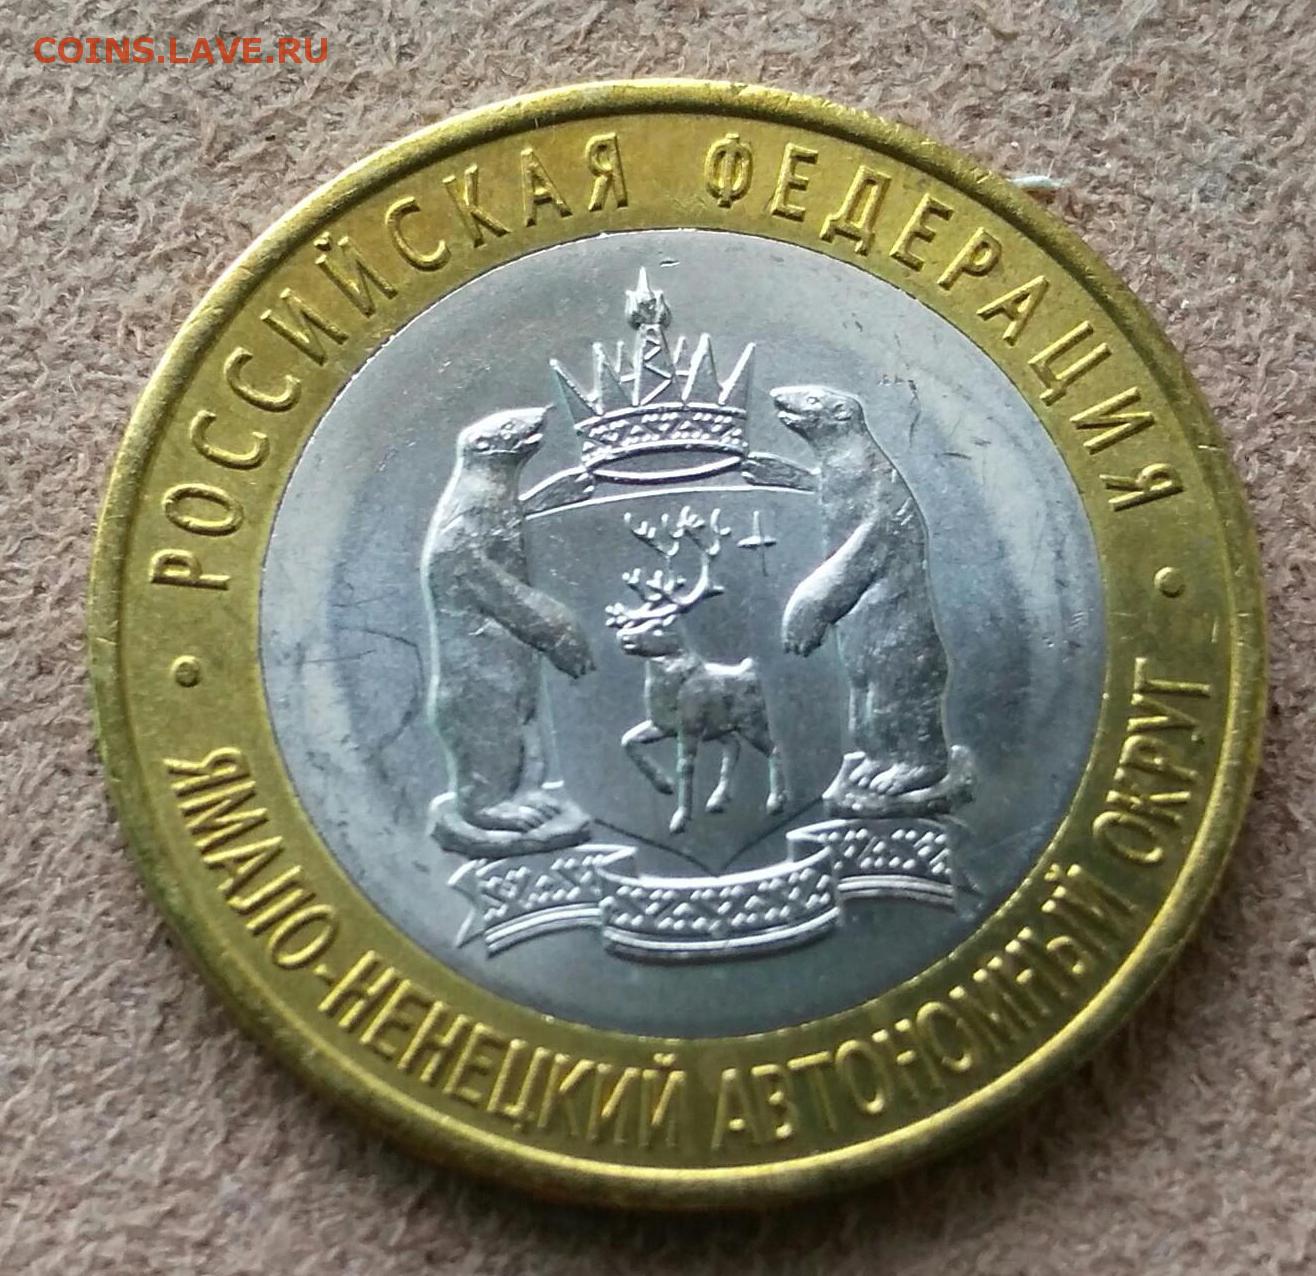 COINS.LAVE.RU
РОССИЙСКАЯ ФЕДЕРАЦИЯ
ЯМАЛО-НЕНЕЦКИЙ АВТОНОМНЫЙ ОКРУГ